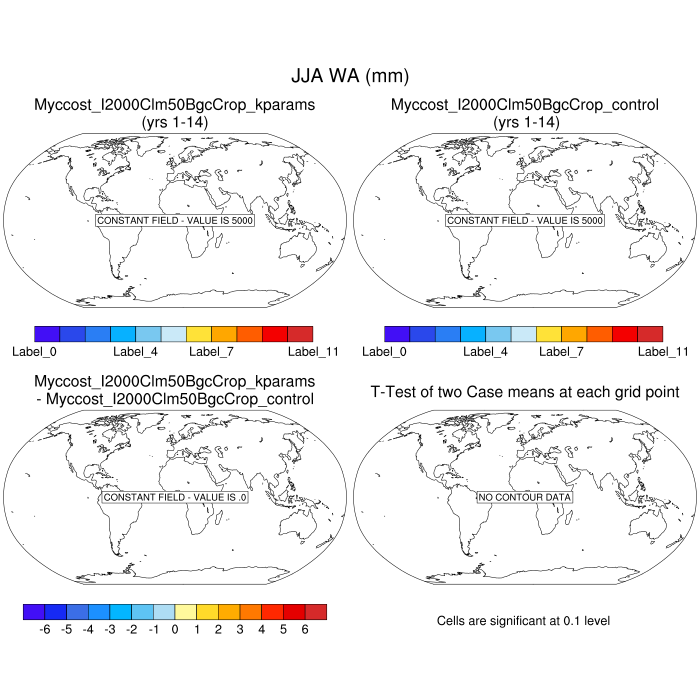 JJA WA (mm)
Myccost_I2000Clm50BgcCrop_kparams
(yrs 1-14)
Myccost_I2000Clm50BgcCrop_control
(yrs 1-14)
CONSTANT FIELD - VALUE IS 5000
CONSTANT FIELD - VALUE IS 5000
Label_0 Label_4 Label_7 Label_11
Label_0 Label_4 Label_7 Label_11
Myccost_I2000Clm50BgcCrop_kparams
- Myccost_I2000Clm50BgcCrop_control
T-Test of two Case means at each grid point
CONSTANT FIELD - VALUE IS .0
NO CONTOUR DATA
-6 -5 -4 -3 -2 -1 0 1 2 3 4 5 6
Cells are significant at 0.1 level